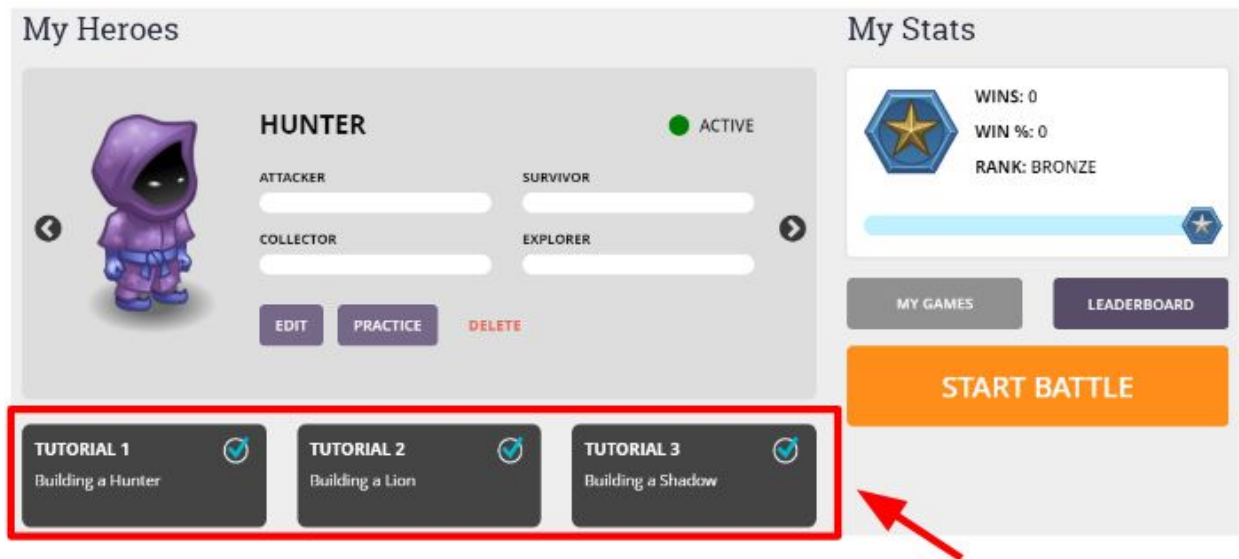 My Heroes
HUNTER
ACTIVE
ATTACKER
SURVIVOR
COLLECTOR
EXPLORER
EDIT
PRACTICE
DELETE
TUTORIAL 1
Building a Hunter
TUTORIAL 2
Building a Lion
TUTORIAL 3
Building a Shadow
My Stats
WINS: 0
WIN %: 0
RANK: BRONZE
MY GAMES
LEADERBOARD
START BATTLE